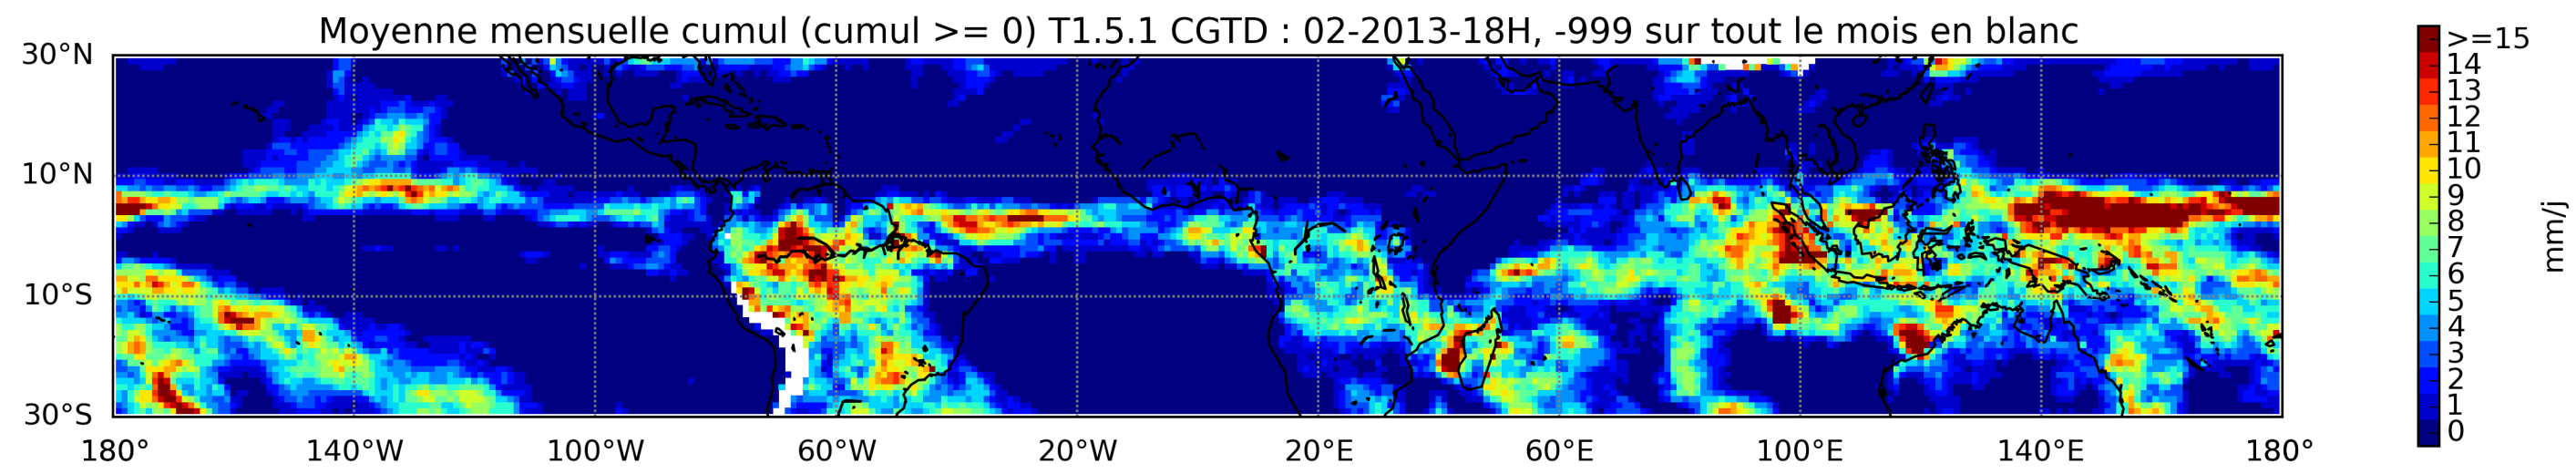 Moyenne mensuelle cumul (cumul >= 0) T1.5.1 CGTD : 02-2013-18H, -999 sur tout le mois en blanc
30°N
10°N
10°S
30°S
180° 140°W 100°W 60°W 20°W 20°E 60°E 100°E 140°E 180°
>=15
14
13
12
11
10
9
8
7
6
5
4
3
2
1
0
mm/j